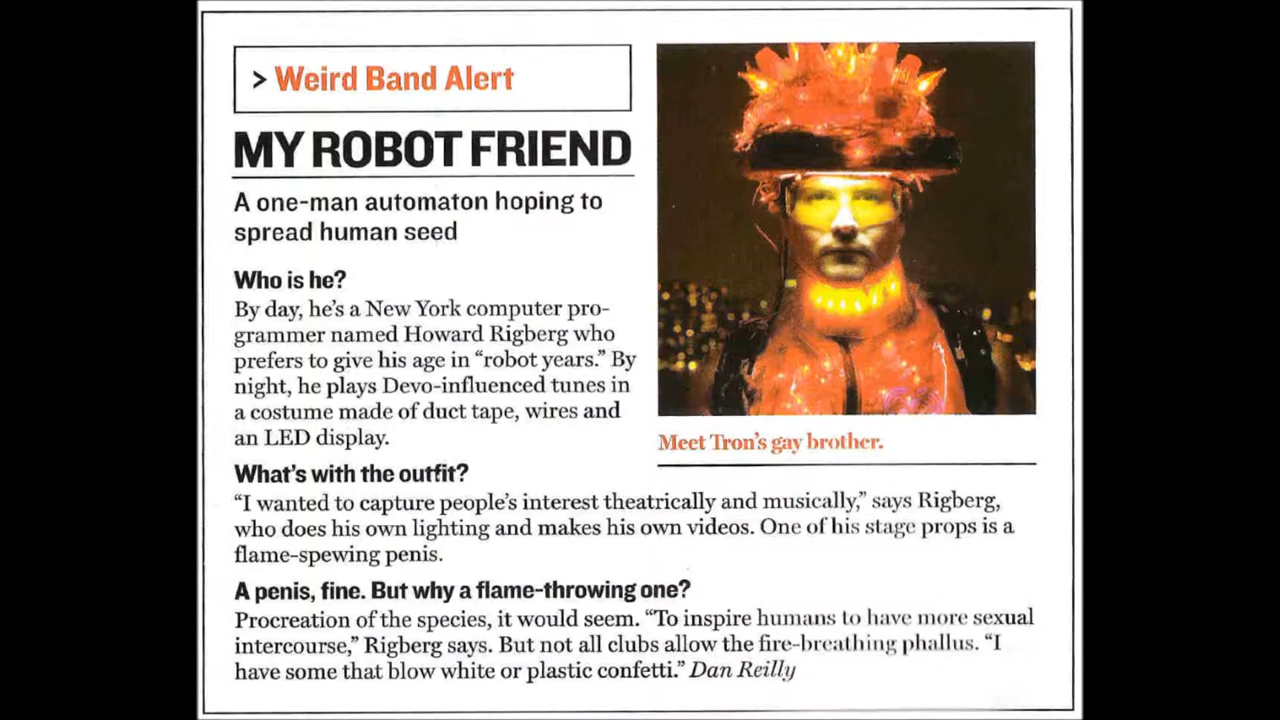 > Weird Band Alert
MY ROBOT FRIEND
A one-man automaton hoping to
spread human seed
Who is he?
By day, he's a New York computer pro-
grammer named Howard Rigberg who
prefers to give his age in “robot years.” By
night, he plays Devo-influenced tunes in
a costume made of duct tape, wires and
an LED display.
Meet Tron's gay brother.
What's with the outfit?
“I wanted to capture people's interest theatrically and musically,” says Rigberg,
who does his own lighting and makes his own videos. One of his stage props is a
flame-spewing penis.
A penis, fine. But why a flame-throwing one?
Procreation of the species, it would seem. “To inspire humans to have more sexual
intercourse,” Rigberg says. But not all clubs allow the fire-breathing phallus. “I
have some that blow white or plastic confetti.” Dan Reilly